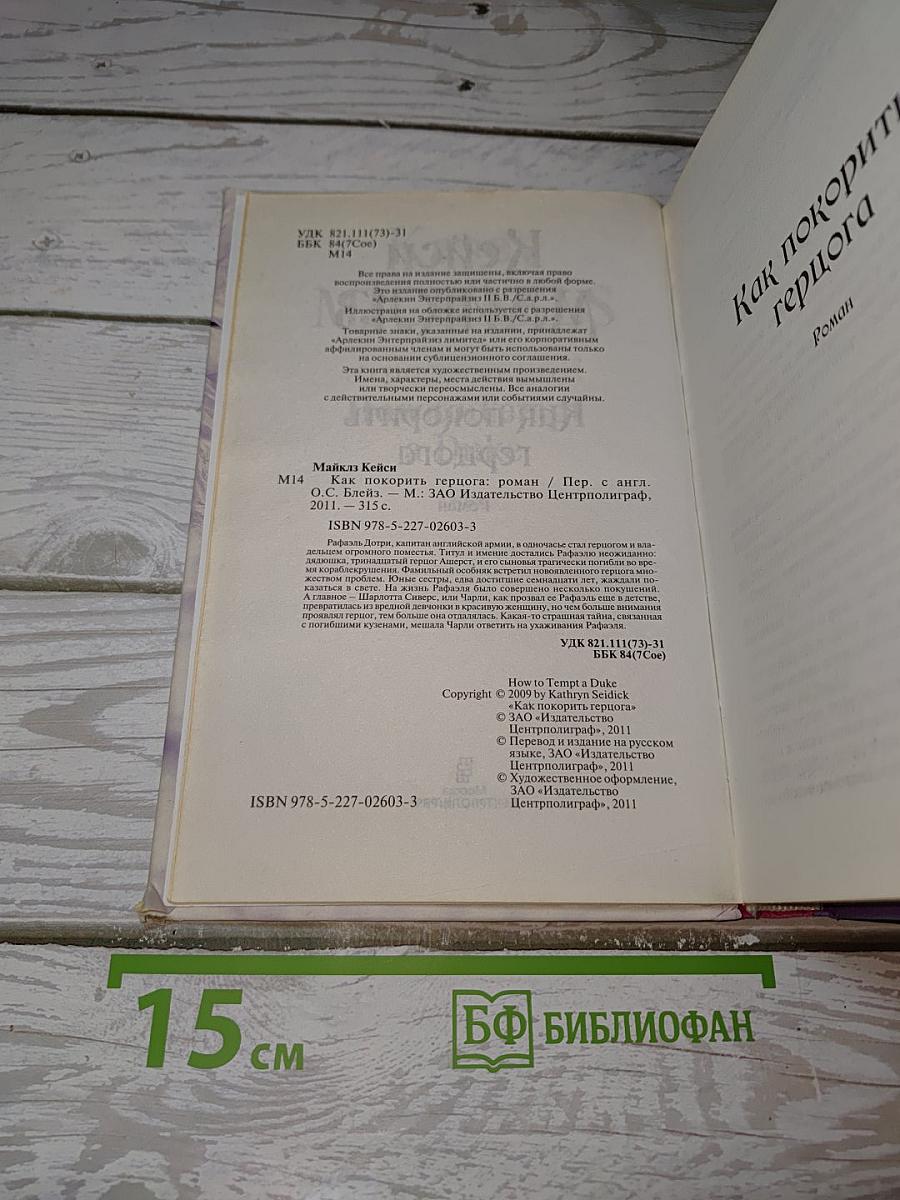 УДК 821.111(73)-31
ББК 84(7Сое)
М14
Все права на издание защищены, включая право
воспроизведения полностью или частично в любой форме.
Это издание опубликовано с разрешения
«Арлекин Энтерпрайзиз II Б.В./С.а.р.л.».
Иллюстрация на обложке используется с разрешения
«Арлекин Энтерпрайзиз II Б.В./С.а.р.л.».
Товарные знаки, указанные на издании, принадлежат
«Арлекин Энтерпрайзиз лимитед» или его корпоративным
аффилированным членам и могут быть использованы только
на основании сублицензионного соглашения.
Эта книга является художественным произведением.
Имена, характеры, места действия вымышлены
или творчески переосмыслены. Все аналогии
с действительными персонажами или событиями случайны.
Майклз Кейси
М14 Как покорить герцога: роман / Пер. с англ.
О.С. Блейз. — М.: ЗАО Издательство Центрполиграф,
2011. — 315 с.
ISBN 978-5-227-02603-3
Рафаэль Дотри, капитан английской армии, в одночасье стал герцогом и вла-
дельцем огромного поместья. Титул и имение достались Рафаэлю неожиданно:
дядюшка, тринадцатый герцог Ашерст, и его сыновья трагически погибли во вре-
мя кораблекрушения. Фамильный особняк встретил новоявленного герцога мно-
жеством проблем. Юные сестры, едва достигшие семнадцати лет, жаждали по-
казаться в свете. На жизнь Рафаэля было совершено несколько покушений.
А главное — Шарлотта Сиверс, или Чарли, как прозвал ее Рафаэль еще в детстве,
превратилась из вредной девчонки в красивую женщину, но чем больше внимания
проявлял герцог, тем больше она отдалялась. Какая-то страшная тайна, связанная
с погибшими кузенами, мешала Чарли ответить на ухаживания Рафаэля.
УДК 821.111(73)-31
ББК 84(7Сое)
How to Tempt a Duke
Copyright © 2009 by Kathryn Seidick
«Как покорить герцога»
© ЗАО «Издательство
Центрполиграф», 2011
© Перевод и издание на русском
языке, ЗАО «Издательство
Центрполиграф», 2011
© Художественное оформление,
ЗАО «Издательство
Центрполиграф», 2011
ISBN 978-5-227-02603-3
Как покорить
герцога
Роман
15 см
БФ БИБЛИОФАН